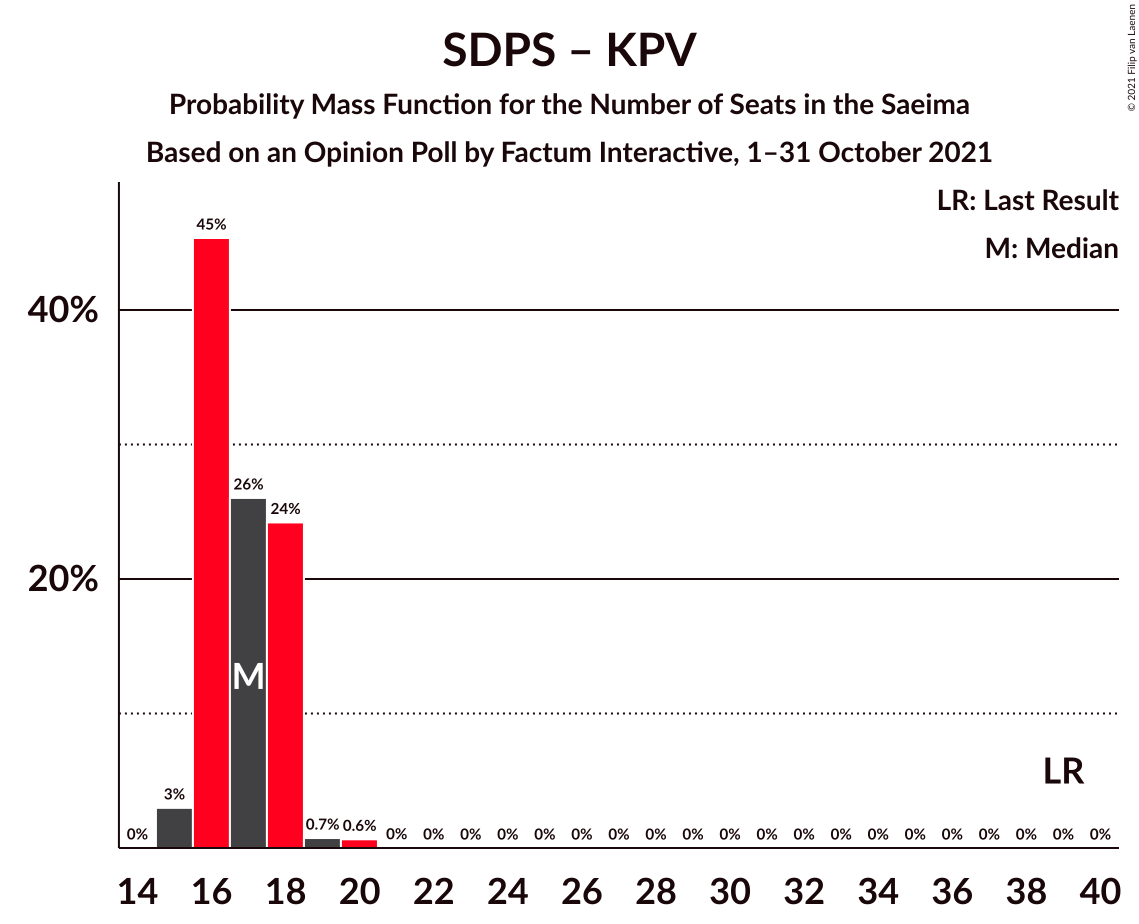 SDPS – KPV
Probability Mass Function for the Number of Seats in the Saeima
Based on an Opinion Poll by Factum Interactive, 1–31 October 2021
© 2021 Filip van Laenen
LR: Last Result
M: Median
45%
40%
26%
24%
20%
M
LR
3%
0% 0.7% 0.6% 0% 0% 0% 0% 0% 0% 0% 0% 0% 0% 0% 0% 0% 0% 0% 0% 0% 0% 0% 0%
14 16 18 20 22 24 26 28 30 32 34 36 38 40